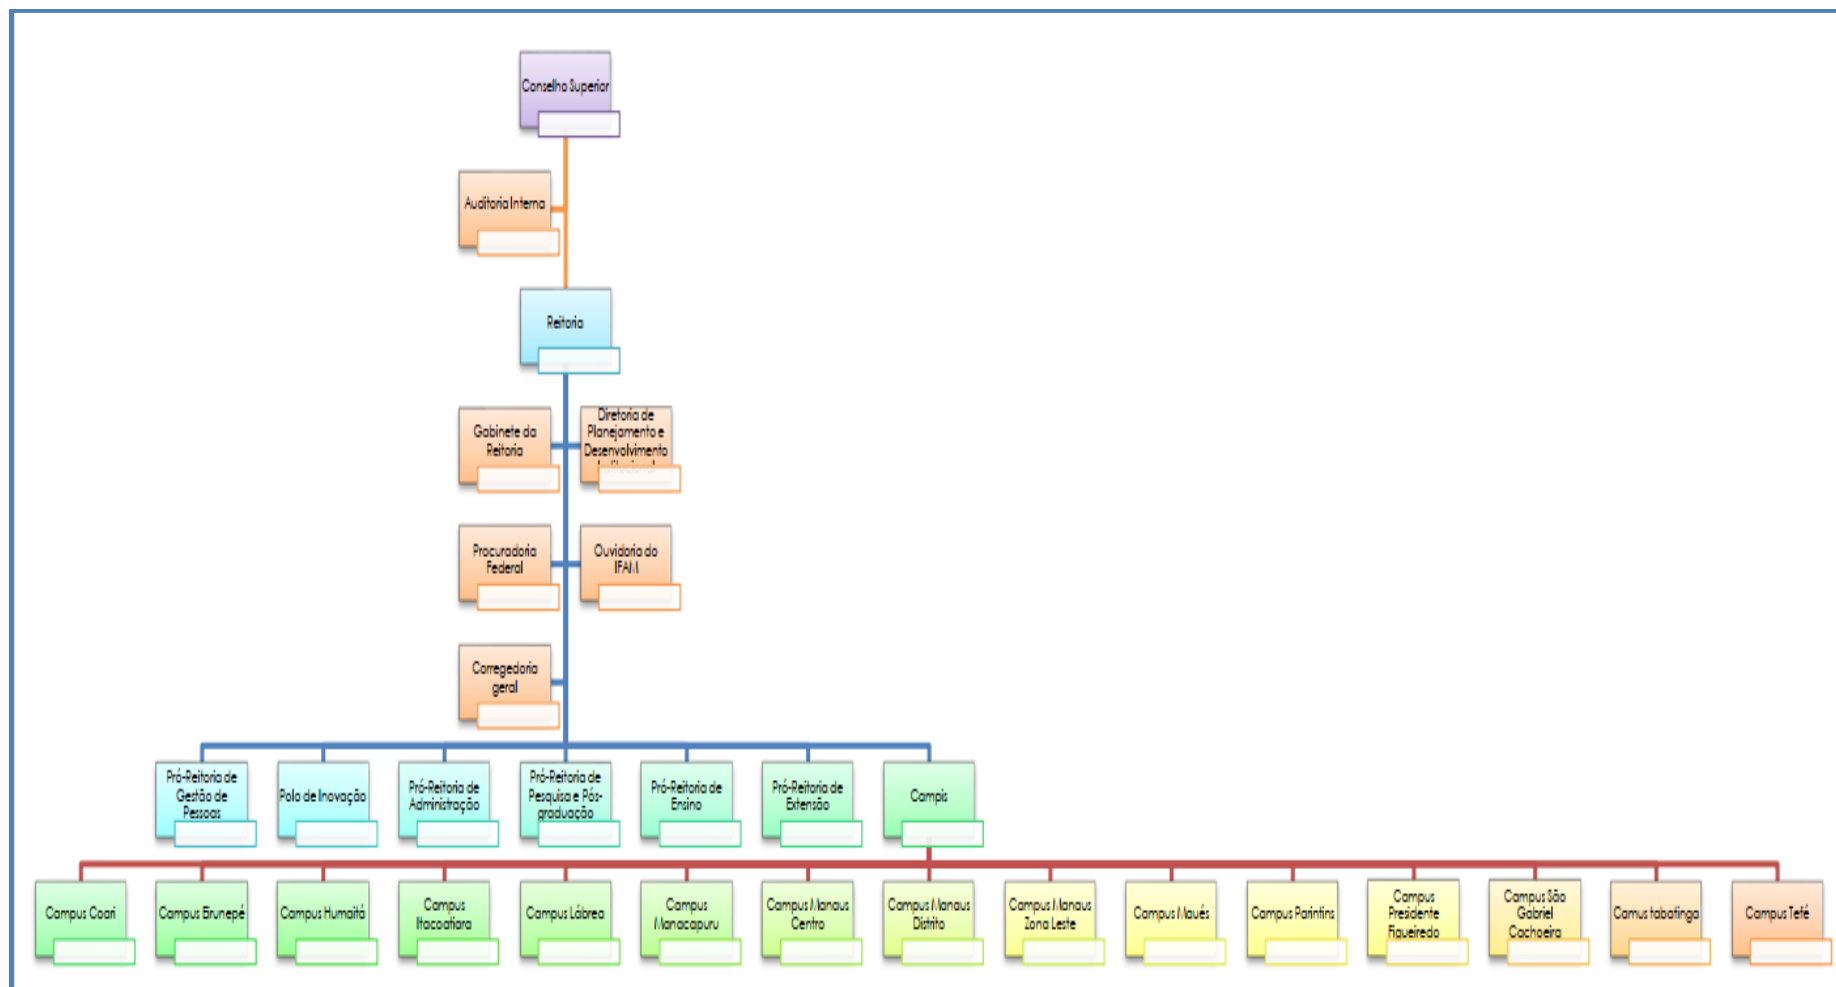 Conselho Superior
Auditoria Interna
Reitoria
Gabinete da
Reitoria
Diretoria de
Planejamento e
Desenvolvimento
Institucional
Procuradoria
Federal
Ouvidoria do
IFAM
Corregedoria
geral
Pró-Reitoria de
Gestão de
Pessoas
Polo de Inovação
Pró-Reitoria de
Administração
Pró-Reitoria de
Pesquisa e Pós-
graduação
Pró-Reitoria de
Ensino
Pró-Reitoria de
Extensão
Campis
Campus Coari
Campus Eirunepé
Campus Humaitá
Campus
Itacoatiara
Campus Lábrea
Campus
Manacapuru
Campus Manaus
Centro
Campus Manaus
Distrito
Campus Manaus
Zona Leste
Campus Maués
Campus Parintins
Campus
Presidente
Figueiredo
Campus São
Gabriel
Cachoeira
Camus tabatinga
Campus Tefé